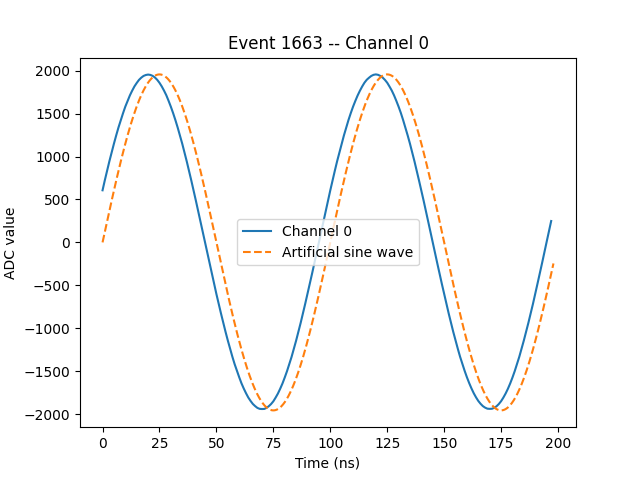 Event 1663 -- Channel 0
ADC value
2000
1500
1000
500
0
−500
−1000
−1500
−2000
Channel 0
Artificial sine wave
0 25 50 75 100 125 150 175 200
Time (ns)